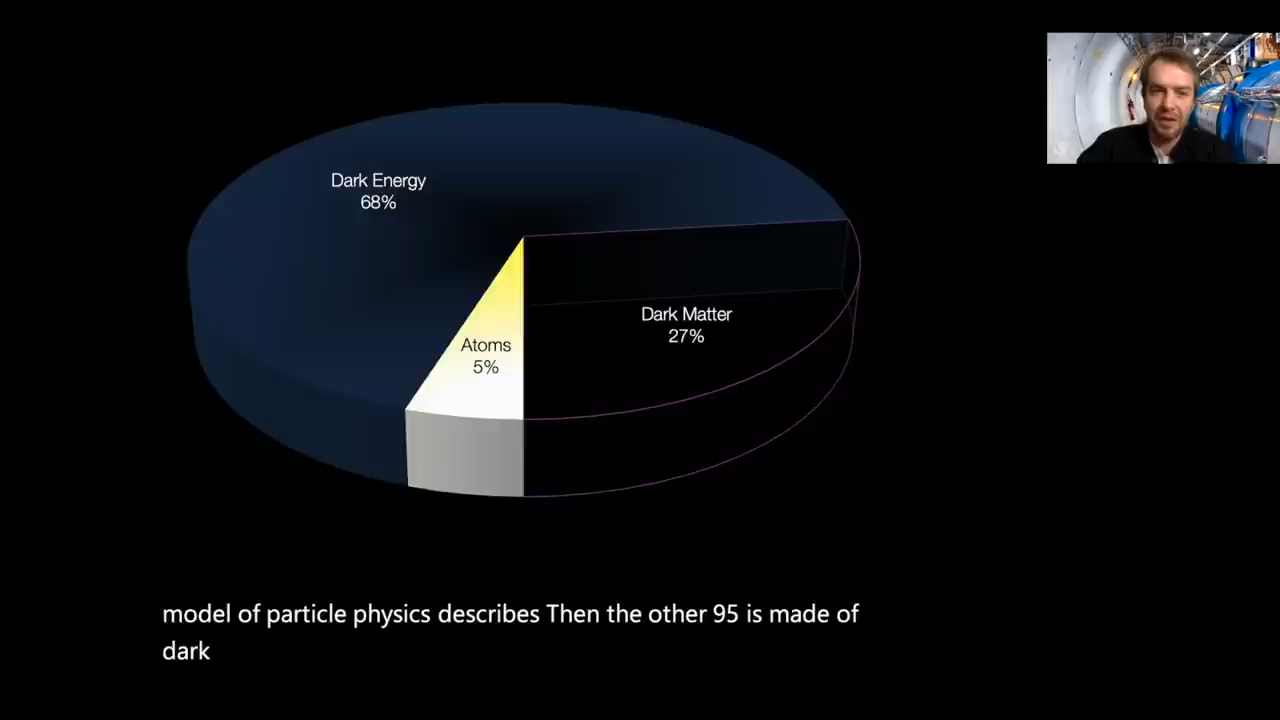 Dark Energy
68%
Dark Matter
27%
Atoms
5%
model of particle physics describes Then the other 95 is made of
dark